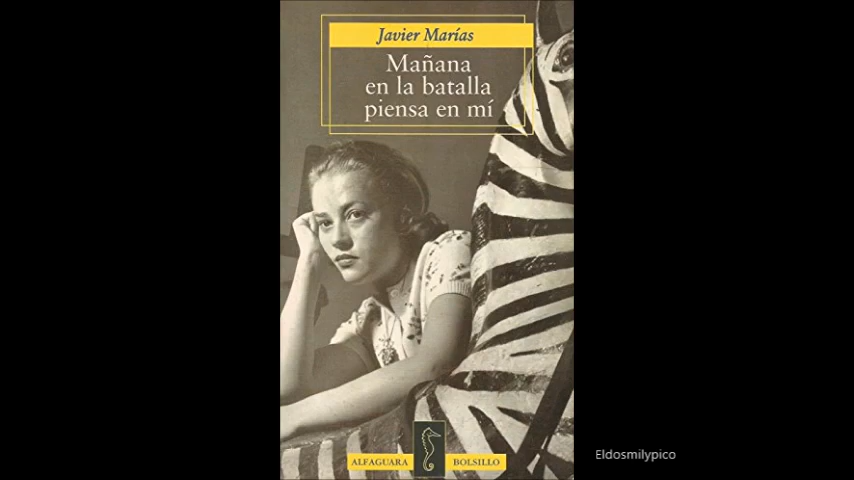 Javier Marías
Mañana
en la batalla
piensa en mí
ALFAGUARA BOLSILLO
Eldosmilypico